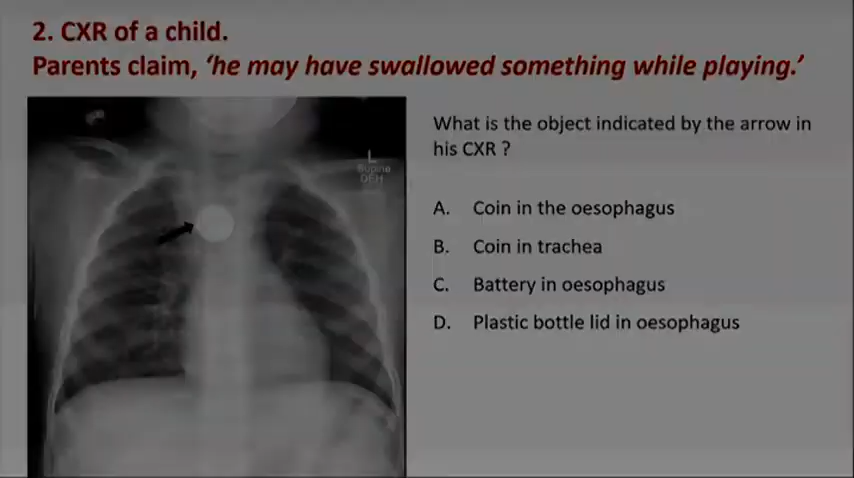 2. CXR of a child.
Parents claim, ‘he may have swallowed something while playing.’
What is the object indicated by the arrow in
his CXR ?
L
Supine
DEH
A. Coin in the oesophagus
B. Coin in trachea
C. Battery in oesophagus
D. Plastic bottle lid in oesophagus